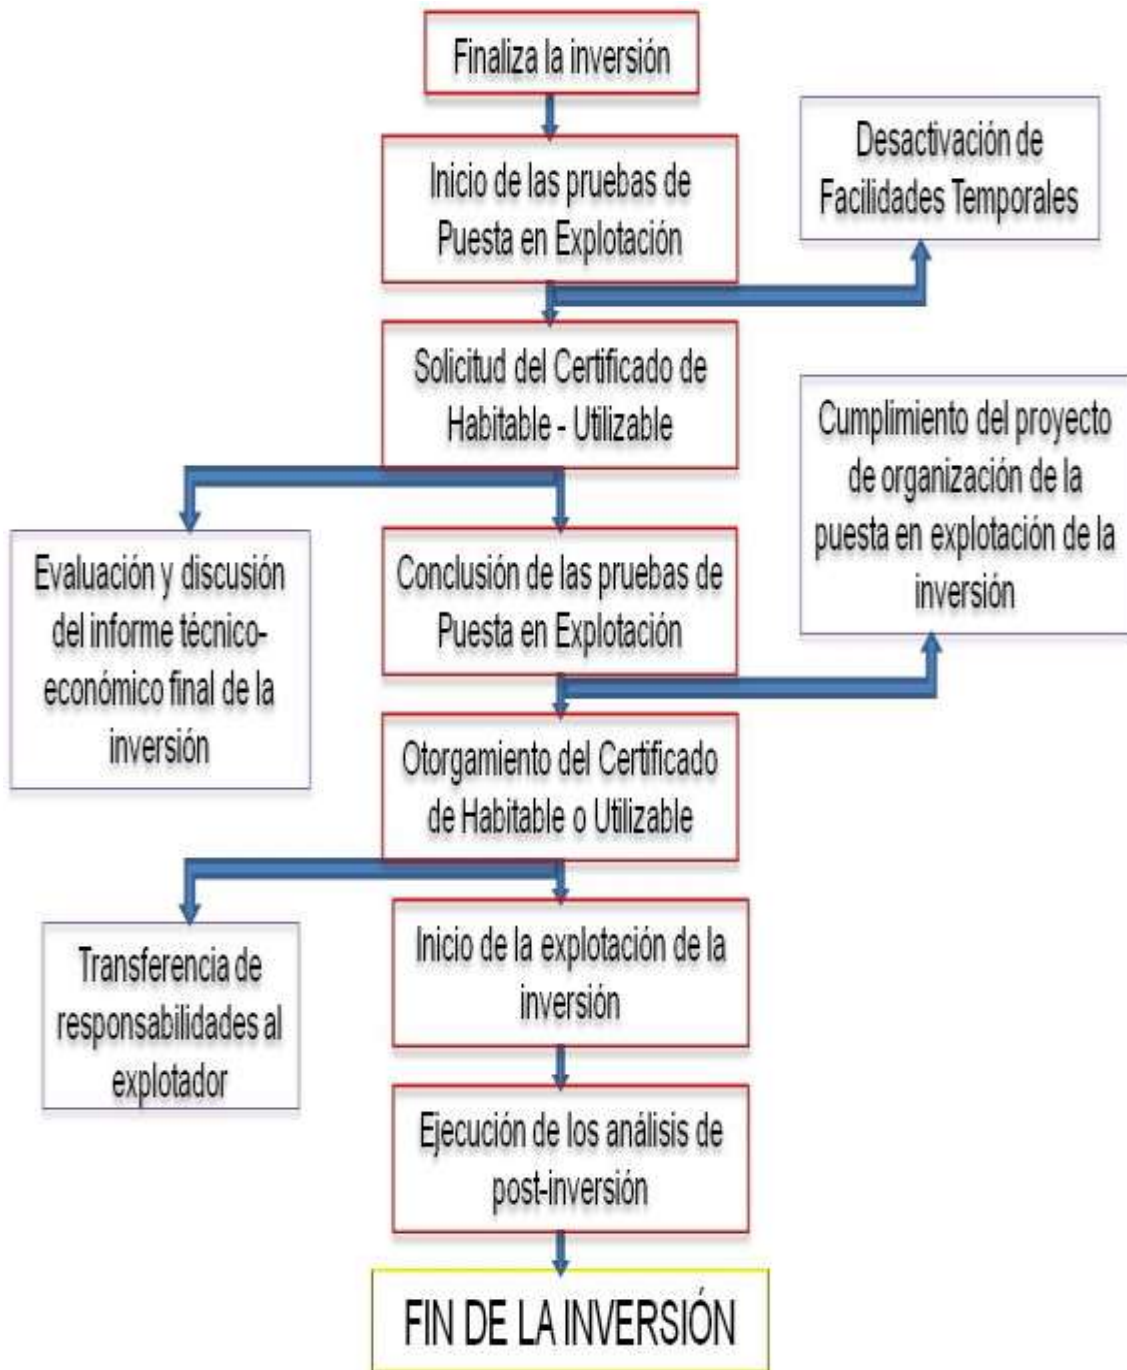 Finaliza la inversión
Inicio de las pruebas de
Puesta en Explotación
Desactivación de
Facilidades Temporales
Solicitud del Certificado de
Habitable - Utilizable
Cumplimiento del proyecto
de organización de la
puesta en explotación de la
inversión
Evaluación y discusión
del informe técnico-
económico final de la
inversión
Conclusión de las pruebas de
Puesta en Explotación
Otorgamiento del Certificado
de Habitable o Utilizable
Transferencia de
responsabilidades al
explotador
Inicio de la explotación de la
inversión
Ejecución de los análisis de
post-inversión
FIN DE LA INVERSIÓN